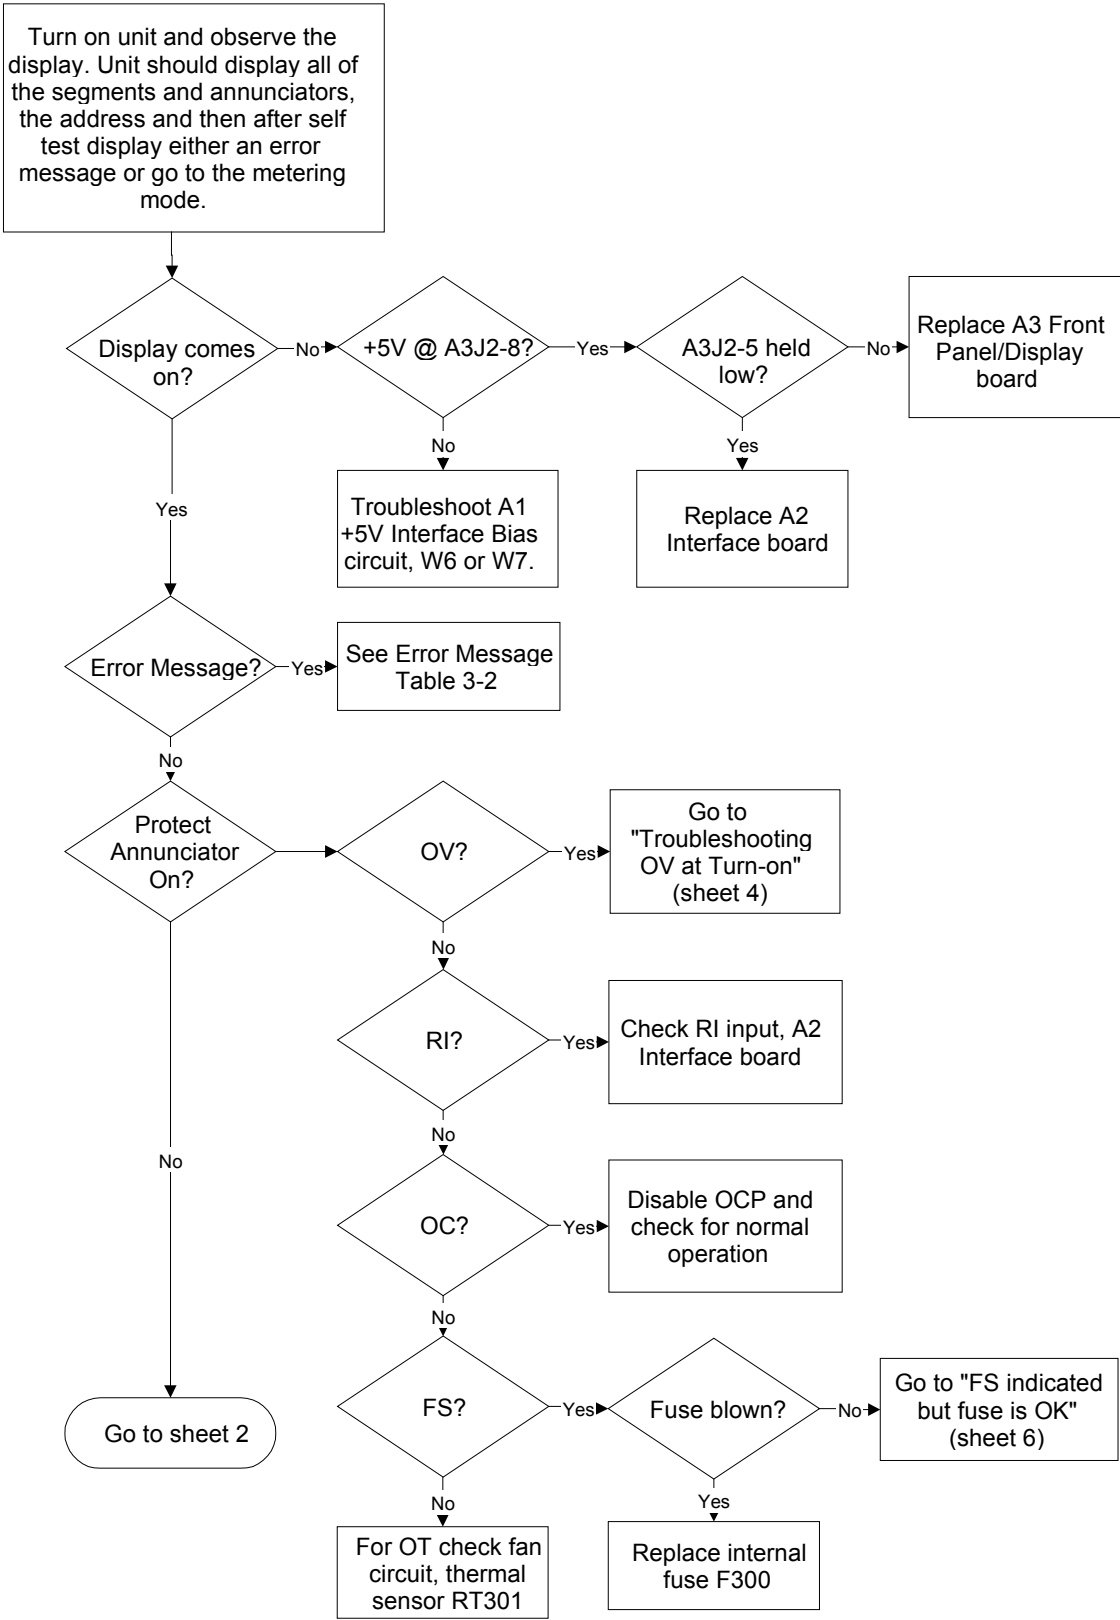 Turn on unit and observe the
display. Unit should display all of
the segments and annunciators,
the address and then after self
test display either an error
message or go to the metering
mode.
Display comes
on?
No
+5V @ A3J2-8?
Yes
A3J2-5 held
low?
No
Replace A3 Front
Panel/Display
board
No
Troubleshoot A1
+5V Interface Bias
circuit, W6 or W7.
Yes
Replace A2
Interface board
Yes
Error Message?
Yes
See Error Message
Table 3-2
No
Protect
Annunciator
On?
OV?
Yes
Go to
"Troubleshooting
OV at Turn-on"
(sheet 4)
No
RI?
Yes
Check RI input, A2
Interface board
No
OC?
Yes
Disable OCP and
check for normal
operation
No
FS?
Yes
Fuse blown?
No
Go to "FS indicated
but fuse is OK"
(sheet 6)
No
For OT check fan
circuit, thermal
sensor RT301
Yes
Replace internal
fuse F300
No
Go to sheet 2